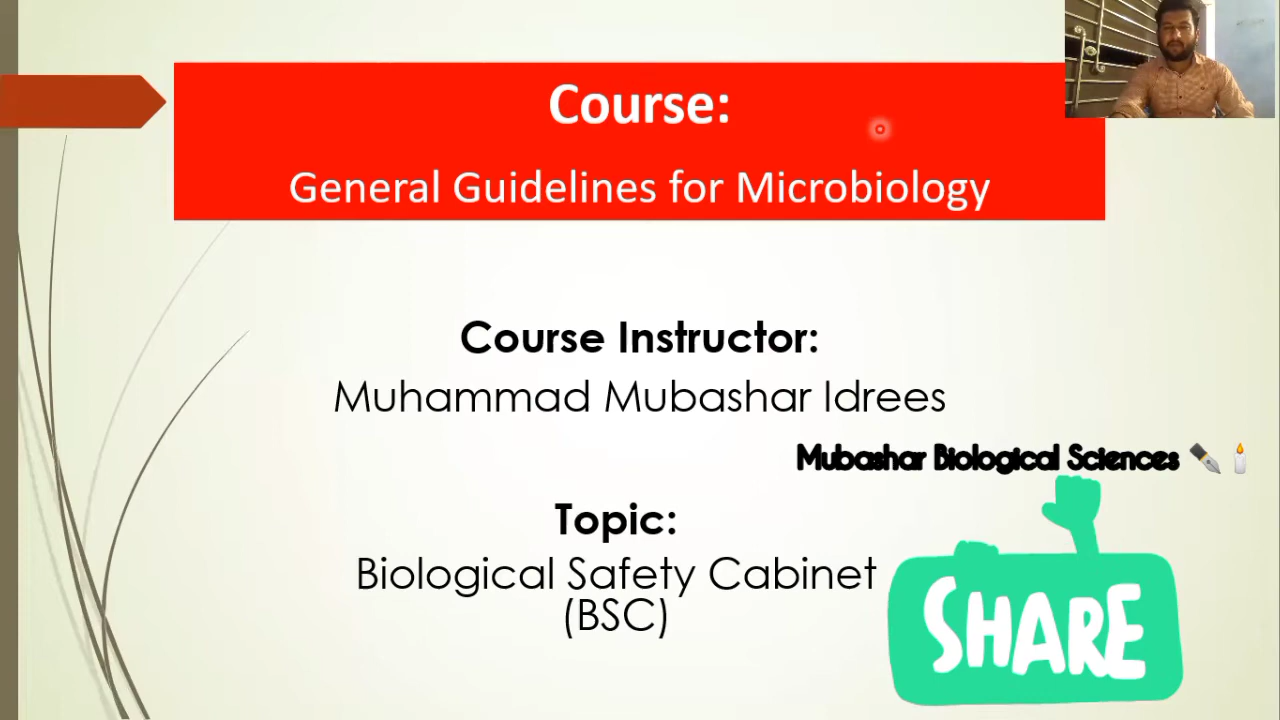 Course:
General Guidelines for Microbiology
Course Instructor:
Muhammad Mubashar Idrees
Mubashar Biological Sciences ✒️🕯️
Topic:
Biological Safety Cabinet
(BSC)
SHARE